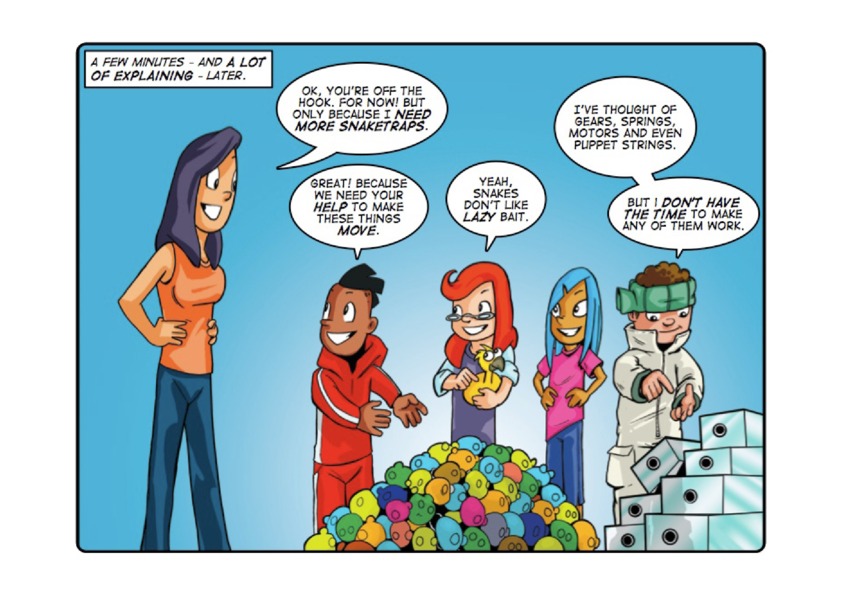 A FEW MINUTES - AND A LOT
OF EXPLAINING - LATER.
OK, YOU'RE OFF THE
HOOK. FOR NOW! BUT
ONLY BECAUSE I NEED
MORE SNAKETRAPS.
GREAT! BECAUSE
WE NEED YOUR
HELP TO MAKE
THESE THINGS
MOVE.
YEAH,
SNAKES
DON'T LIKE
LAZY BAIT.
I'VE THOUGHT OF
GEARS, SPRINGS,
MOTORS AND EVEN
PUPPET STRINGS.
BUT I DON'T HAVE
THE TIME TO MAKE
ANY OF THEM WORK.